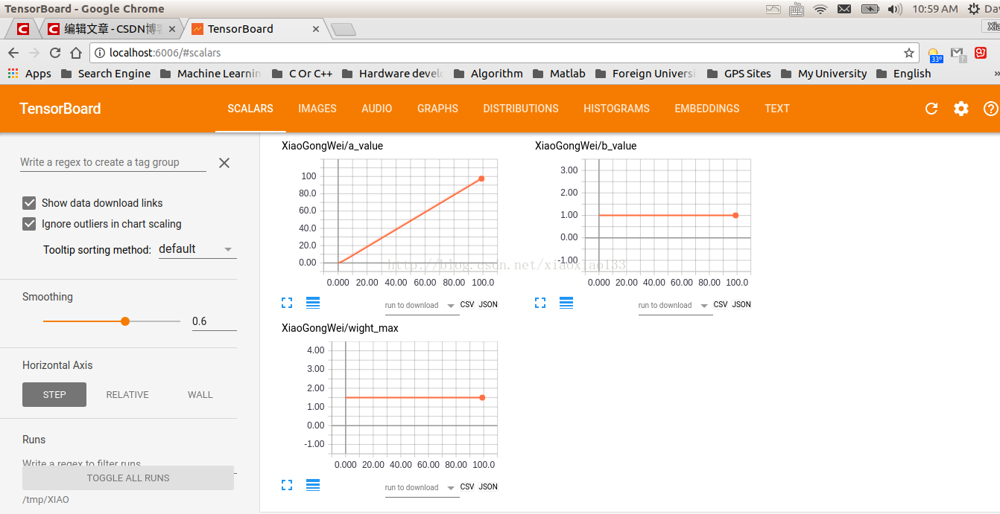 TensorBoard - Google Chrome
10:59 AM
Da
编辑文章 - CSDN博客
TensorBoard
Xia
localhost:6006/#scalars
33°
Apps
Search Engine
Machine Learnin
C Or C++
Hardware devel
Algorithm
Matlab
Foreign Universi
GPS Sites
My University
English
»
TensorBoard
SCALARS
IMAGES
AUDIO
GRAPHS
DISTRIBUTIONS
HISTOGRAMS
EMBEDDINGS
TEXT
Write a regex to create a tag group
Show data download links
Ignore outliers in chart scaling
Tooltip sorting method: default
Smoothing
0.6
Horizontal Axis
STEP
RELATIVE
WALL
Runs
Write a regex to filter runs
TOGGLE ALL RUNS
/tmp/XIAO
XiaoGongWei/a_value
100
80.0
60.0
40.0
20.0
0.00
0.000 20.00 40.00 60.00 80.00 100.0
run to download
CSV JSON
XiaoGongWei/b_value
3.00
2.00
1.00
0.00
-1.00
0.000 20.00 40.00 60.00 80.00 100.0
run to download
CSV JSON
http://blog.csdn.net/xiaoxiao133
XiaoGongWei/wight_max
4.00
3.00
2.00
1.00
0.00
-1.00
0.000 20.00 40.00 60.00 80.00 100.0
run to download
CSV JSON